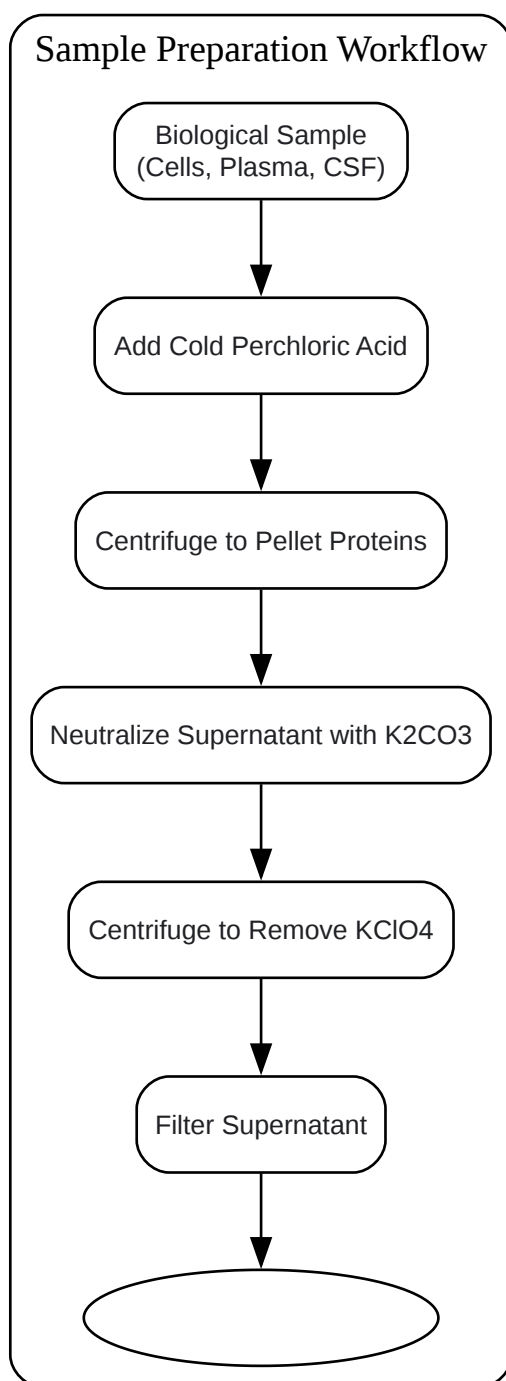 Sample Preparation Workflow
Biological Sample
(Cells, Plasma, CSF)
Add Cold Perchloric Acid
Centrifuge to Pellet Proteins
Neutralize Supernatant with K2CO3
Centrifuge to Remove KClO4
Filter Supernatant